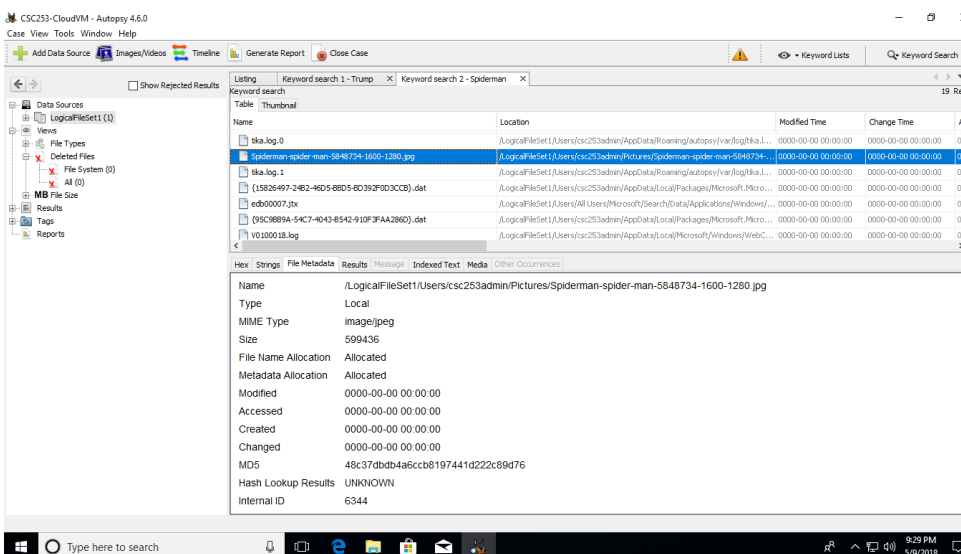 CSC253-CloudVM - Autopsy 4.6.0
Case View Tools Window Help
Add Data Source Images/Videos Timeline Generate Report Close Case Keyword Lists Keyword Search
Show Rejected Results
Data Sources
LogicalFileSet1 (1)
Views
File Types
Deleted Files
File System (0)
All (0)
MB File Size
Results
Tags
Reports
Listing Keyword search 1 - Trump Keyword search 2 - Spiderman
Keyword search 19 Re
Table Thumbnail
Name Location Modified Time Change Time
tika.log.0 /LogicalFileSet1/Users/csc253admin/AppData/Roaming/autopsy/var/log/tika.l... 0000-00-00 00:00:00 0000-00-00 00:00:00
Spiderman-spider-man-5848734-1600-1280.jpg /LogicalFileSet1/Users/csc253admin/Pictures/Spiderman-spider-man-5848734-... 0000-00-00 00:00:00 0000-00-00 00:00:00
tika.log.1 /LogicalFileSet1/Users/csc253admin/AppData/Roaming/autopsy/var/log/tika.l... 0000-00-00 00:00:00 0000-00-00 00:00:00
{15826497-24B2-46D5-BBD5-BD392F0D3CCB}.dat /LogicalFileSet1/Users/csc253admin/AppData/Local/Packages/Microsoft.Micro... 0000-00-00 00:00:00 0000-00-00 00:00:00
edb00007.jtx /LogicalFileSet1/Users/All Users/Microsoft/Search/Data/Applications/Windows/... 0000-00-00 00:00:00 0000-00-00 00:00:00
{95C9BB9A-54C7-4043-B542-910F3FAA286D}.dat /LogicalFileSet1/Users/csc253admin/AppData/Local/Packages/Microsoft.Micro... 0000-00-00 00:00:00 0000-00-00 00:00:00
V0100018.log /LogicalFileSet1/Users/csc253admin/AppData/Local/Microsoft/Windows/WebC... 0000-00-00 00:00:00 0000-00-00 00:00:00
Hex Strings File Metadata Results Message Indexed Text Media Other Occurrences
Name /LogicalFileSet1/Users/csc253admin/Pictures/Spiderman-spider-man-5848734-1600-1280.jpg
Type Local
MIME Type image/jpeg
Size 599436
File Name Allocation Allocated
Metadata Allocation Allocated
Modified 0000-00-00 00:00:00
Accessed 0000-00-00 00:00:00
Created 0000-00-00 00:00:00
Changed 0000-00-00 00:00:00
MD5 48c37dbdb4a6ccb8197441d222c89d76
Hash Lookup Results UNKNOWN
Internal ID 6344
Type here to search
9:29 PM
5/9/2018